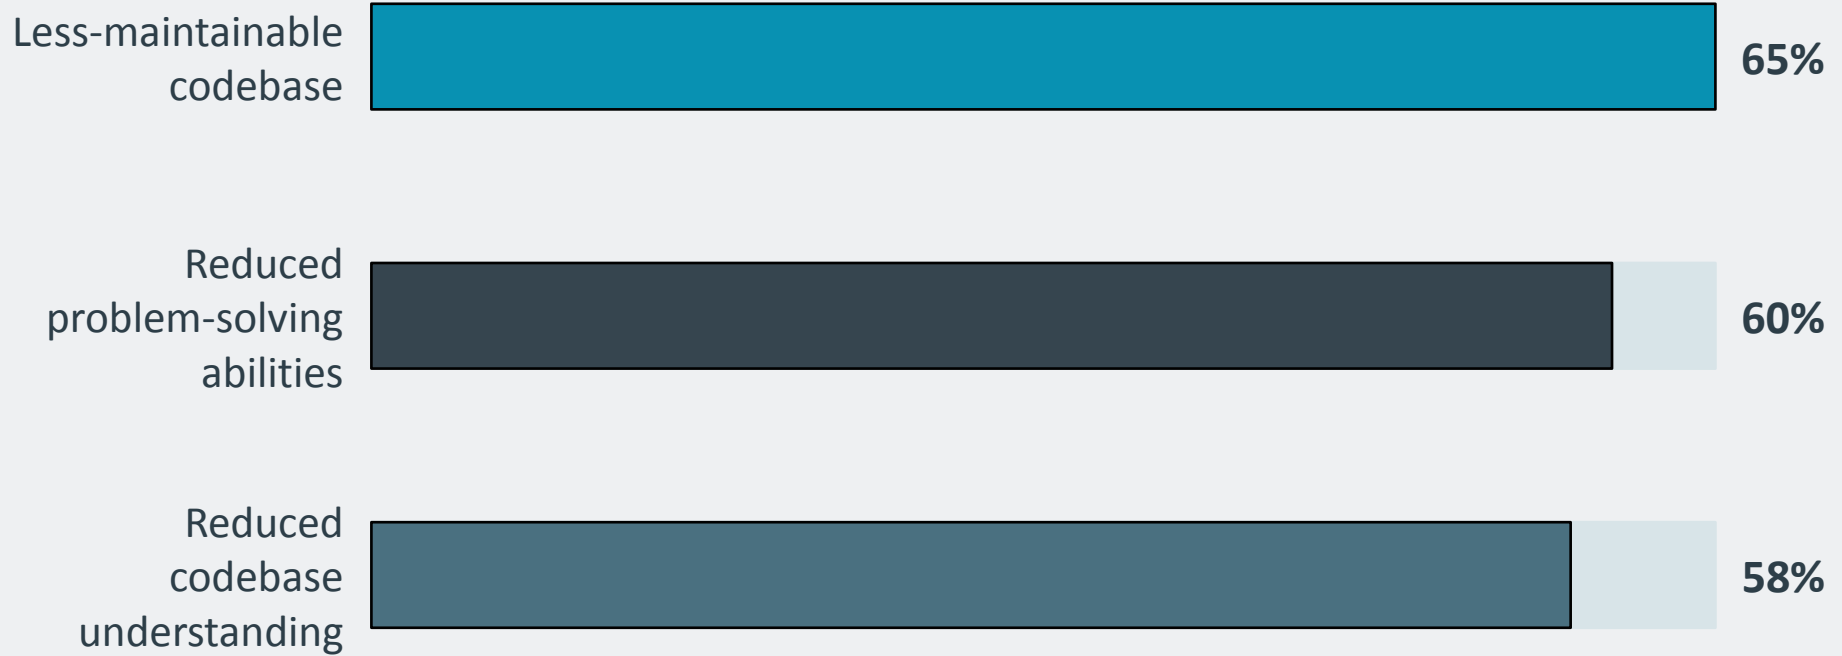 Less-maintainable
codebase
65%
Reduced
problem-solving
abilities
60%
Reduced
codebase
understanding
58%